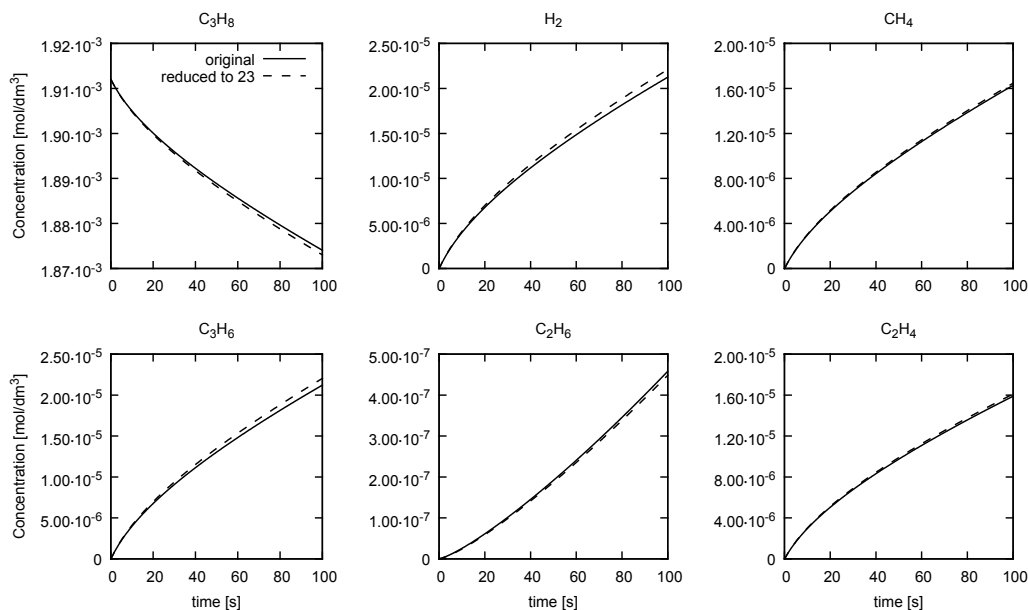 C₃H₈
1.92·10⁻³
1.91·10⁻³
1.90·10⁻³
1.89·10⁻³
1.88·10⁻³
1.87·10⁻³
0 20 40 60 80 100
Concentration [mol/dm³]
original
reduced to 23
H₂
2.50·10⁻⁵
2.00·10⁻⁵
1.50·10⁻⁵
1.00·10⁻⁵
5.00·10⁻⁶
0
0 20 40 60 80 100
CH₄
2.00·10⁻⁵
1.60·10⁻⁵
1.20·10⁻⁵
8.00·10⁻⁶
4.00·10⁻⁶
0
0 20 40 60 80 100
C₃H₆
2.50·10⁻⁵
2.00·10⁻⁵
1.50·10⁻⁵
1.00·10⁻⁵
5.00·10⁻⁶
0
0 20 40 60 80 100
Concentration [mol/dm³]
time [s]
C₂H₆
5.00·10⁻⁷
4.00·10⁻⁷
3.00·10⁻⁷
2.00·10⁻⁷
1.00·10⁻⁷
0
0 20 40 60 80 100
time [s]
C₂H₄
2.00·10⁻⁵
1.60·10⁻⁵
1.20·10⁻⁵
8.00·10⁻⁶
4.00·10⁻⁶
0
0 20 40 60 80 100
time [s]